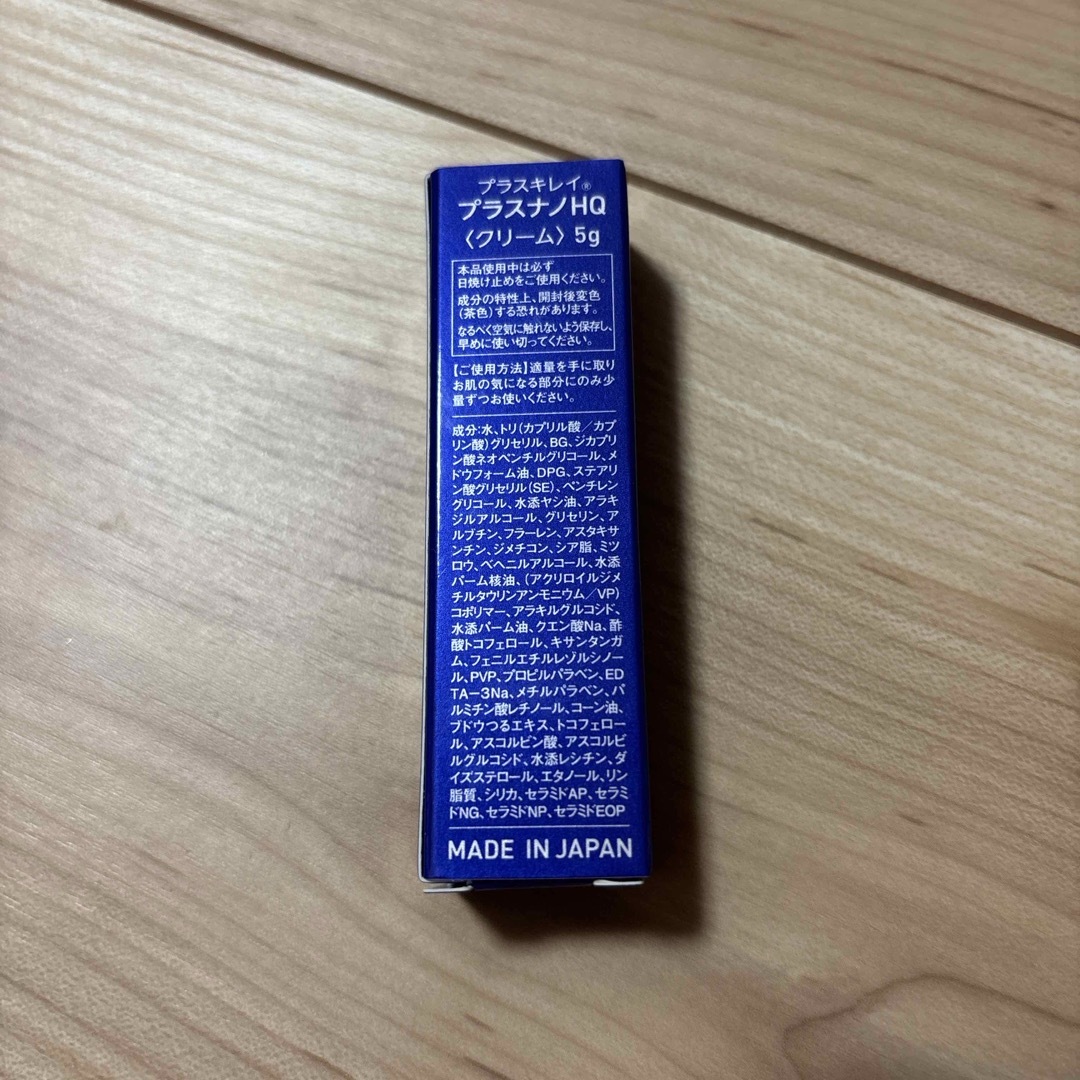 プラスキレイ®
プラスナノHQ
〈クリーム〉5g
本品使用中は必ず
日焼け止めをご使用ください。
成分の特性上、開封後変色
(茶色)する恐れがあります。
なるべく空気に触れないよう保存し、
早めに使い切ってください。
【ご使用方法】適量を手に取り
お肌の気になる部分にのみ少
量ずつお使いください。
成分:水、トリ(カプリル酸/カプ
リン酸)グリセリル、BG、ジカプリ
ン酸ネオペンチルグリコール、メ
ドウフォーム油、DPG、ステアリ
ン酸グリセリル(SE)、ペンチレン
グリコール、水添ヤシ油、アラキ
ジルアルコール、グリセリン、ア
ルブチン、フラーレン、アスタキサ
ンチン、ジメチコン、シア脂、ミツ
ロウ、ベヘニルアルコール、水添
パーム核油、(アクリロイルジメ
チルタウリンアンモニウム/VP)
コポリマー、アラキルグルコシド、
水添パーム油、クエン酸Na、酢
酸トコフェロール、キサンタンガ
ム、フェニルエチルレゾルシノー
ル、PVP、プロピルパラベン、ED
TA-3Na、メチルパラベン、パ
ルミチン酸レチノール、コーン油、
ブドウつるエキス、トコフェロー
ル、アスコルビン酸、アスコルビ
ルグルコシド、水添レシチン、ダ
イズステロール、エタノール、リン
脂質、シリカ、セラミドAP、セラミ
ドNG、セラミドNP、セラミドEOP
MADE IN JAPAN